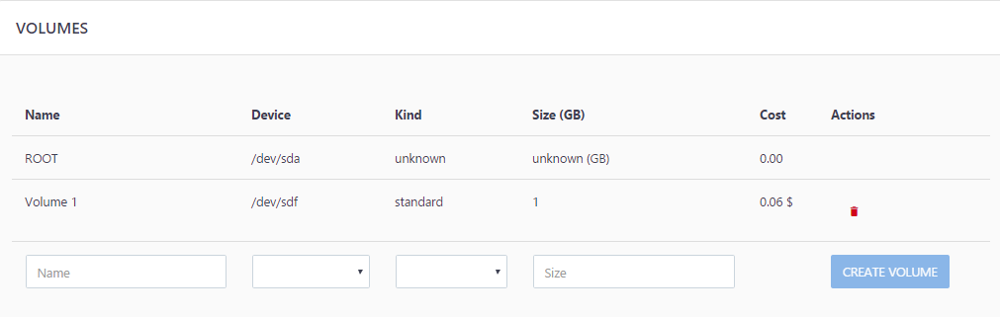 VOLUMES
Name Device Kind Size (GB) Cost Actions
ROOT /dev/sda unknown unknown (GB) 0.00
Volume 1 /dev/sdf standard 1 0.06 $
Name Size CREATE VOLUME